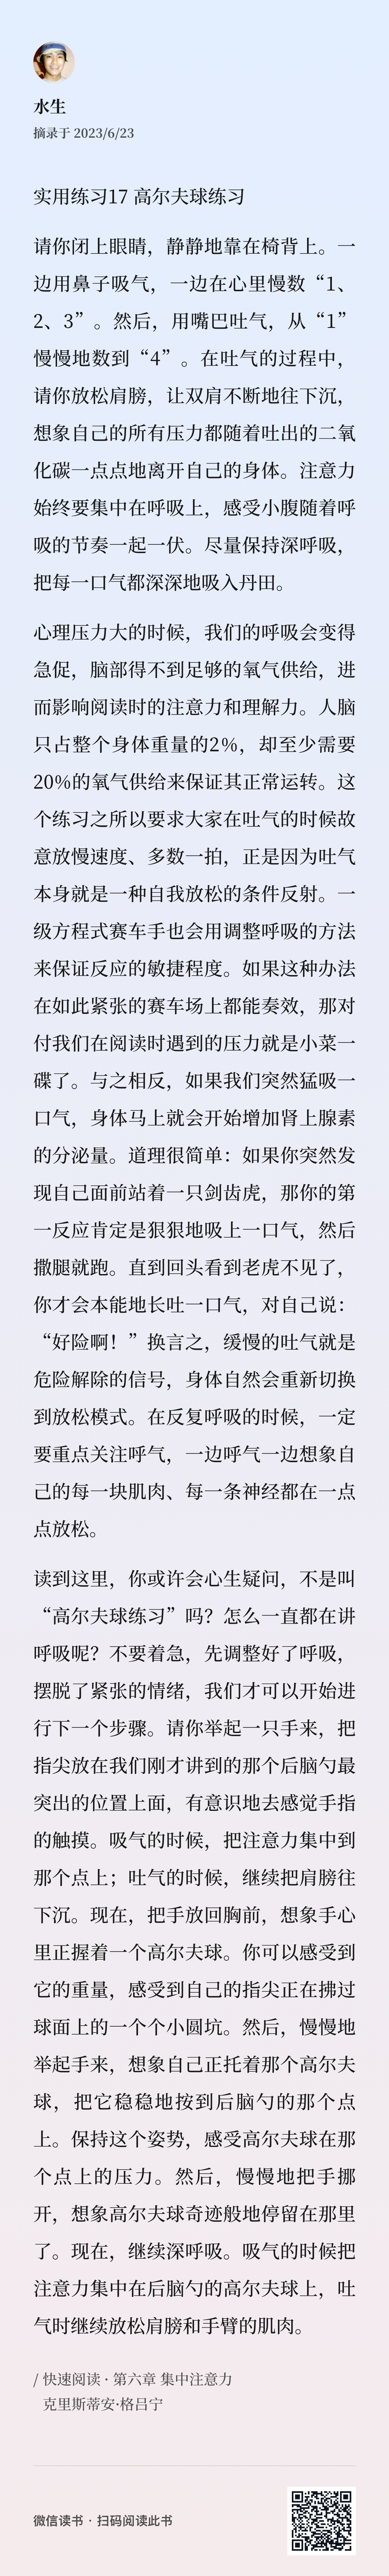 水生
摘录于 2023/6/23
实用练习17 高尔夫球练习
请你闭上眼睛，静静地靠在椅背上。一
边用鼻子吸气，一边在心里慢数“1、
2、3”。然后，用嘴巴吐气，从“1”
慢慢地数到“4”。在吐气的过程中，
请你放松肩膀，让双肩不断地往下沉，
想象自己的所有压力都随着吐出的二氧
化碳一点点地离开自己的身体。注意力
始终要集中在呼吸上，感受小腹随着呼
吸的节奏一起一伏。尽量保持深呼吸，
把每一口气都深深地吸入丹田。
心理压力大的时候，我们的呼吸会变得
急促，脑部得不到足够的氧气供给，进
而影响阅读时的注意力和理解力。人脑
只占整个身体重量的2%，却至少需要
20%的氧气供给来保证其正常运转。这
个练习之所以要求大家在吐气的时候故
意放慢速度、多数一拍，正是因为吐气
本身就是一种自我放松的条件反射。一
级方程式赛车手也会用调整呼吸的方法
来保证反应的敏捷程度。如果这种办法
在如此紧张的赛车场上都能奏效，那对
付我们在阅读时遇到的压力就是小菜一
碟了。与之相反，如果我们突然猛吸一
口气，身体马上就会开始增加肾上腺素
的分泌量。道理很简单：如果你突然发
现自己面前站着一只剑齿虎，那你的第
一反应肯定是狠狠地吸上一口气，然后
撒腿就跑。直到回头看到老虎不见了，
你才会本能地长吐一口气，对自己说：
“好险啊！”换言之，缓慢的吐气就是
危险解除的信号，身体自然会重新切换
到放松模式。在反复呼吸的时候，一定
要重点关注呼气，一边呼气一边想象自
己的每一块肌肉、每一条神经都在一点
点放松。
读到这里，你或许会心生疑问，不是叫
“高尔夫球练习”吗？怎么一直都在讲
呼吸呢？不要着急，先调整好了呼吸，
摆脱了紧张的情绪，我们才可以开始进
行下一个步骤。请你举起一只手来，把
指尖放在我们刚才讲到的那个后脑勺最
突出的位置上面，有意识地去感觉手指
的触摸。吸气的时候，把注意力集中到
那个点上；吐气的时候，继续把肩膀往
下沉。现在，把手放回胸前，想象手心
里正握着一个高尔夫球。你可以感受到
它的重量，感受到自己的指尖正在拂过
球面上的一个个小圆坑。然后，慢慢地
举起手来，想象自己正托着那个高尔夫
球，把它稳稳地按到后脑勺的那个点
上。保持这个姿势，感受高尔夫球在那
个点上的压力。然后，慢慢地把手挪
开，想象高尔夫球奇迹般地停留在那里
了。现在，继续深呼吸。吸气的时候把
注意力集中在后脑勺的高尔夫球上，吐
气时继续放松肩膀和手臂的肌肉。
/ 快速阅读 · 第六章 集中注意力
克里斯蒂安·格吕宁
微信读书 · 扫码阅读此书